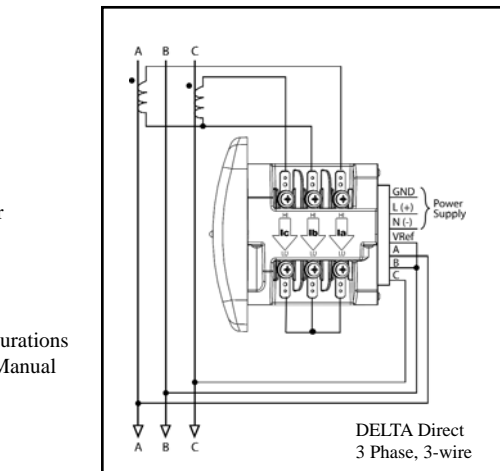 A B C
r
urations
Manual
HI HI HI
Ic Ib Ia
LO LO LO
GND
L (+)
N (-)
Power
Supply
VRef
A
B
C
A B C
DELTA Direct
3 Phase, 3-wire